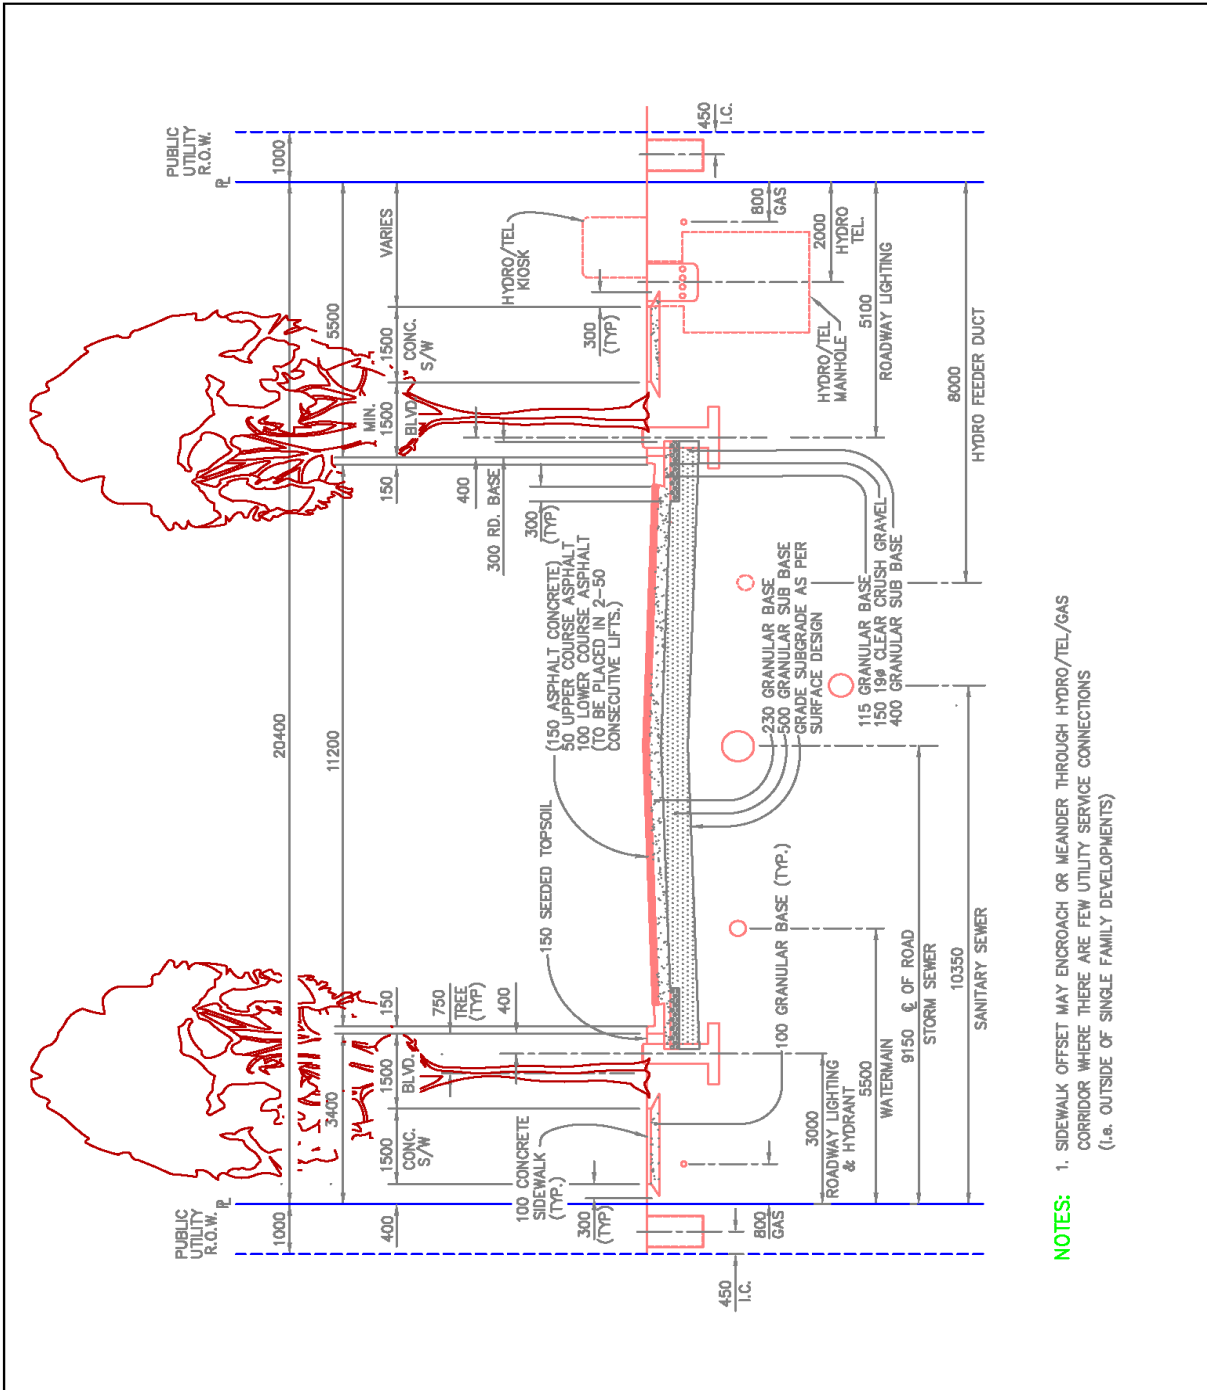 PUBLIC
UTILITY
R.O.W.
PL
1000
20400
1000
PUBLIC
UTILITY
R.O.W.
PL
3400
11200
5500
400
1500
CONC.
S/W
1500
BLVD.
150
150
MIN.
1500
BLVD.
1500
CONC.
S/W
VARIES
750
TREE
(TYP)
400
400
300 RD. BASE
300
(TYP)
HYDRO/TEL
KIOSK
300
(TYP)
450
I.C.
100 CONCRETE
SIDEWALK
(TYP.)
300
(TYP)
150 SEEDED TOPSOIL
(150 ASPHALT CONCRETE)
50 UPPER COURSE ASPHALT
100 LOWER COURSE ASPHALT
(TO BE PLACED IN 2-50
CONSECUTIVE LIFTS.)
450
I.C.
800
GAS
100 GRANULAR BASE (TYP.)
230 GRANULAR BASE
500 GRANULAR SUB BASE
GRADE SUBGRADE AS PER
SURFACE DESIGN
115 GRANULAR BASE
150 19ø CLEAR CRUSH GRAVEL
400 GRANULAR SUB BASE
HYDRO/TEL
MANHOLE
800
GAS
2000
HYDRO
TEL.
5100
ROADWAY LIGHTING
8000
HYDRO FEEDER DUCT
3000
ROADWAY LIGHTING
& HYDRANT
5500
WATERMAIN
9150 CL OF ROAD
STORM SEWER
10350
SANITARY SEWER
NOTES: 1. SIDEWALK OFFSET MAY ENCROACH OR MEANDER THROUGH HYDRO/TEL/GAS
CORRIDOR WHERE THERE ARE FEW UTILITY SERVICE CONNECTIONS
(i.e. OUTSIDE OF SINGLE FAMILY DEVELOPMENTS)